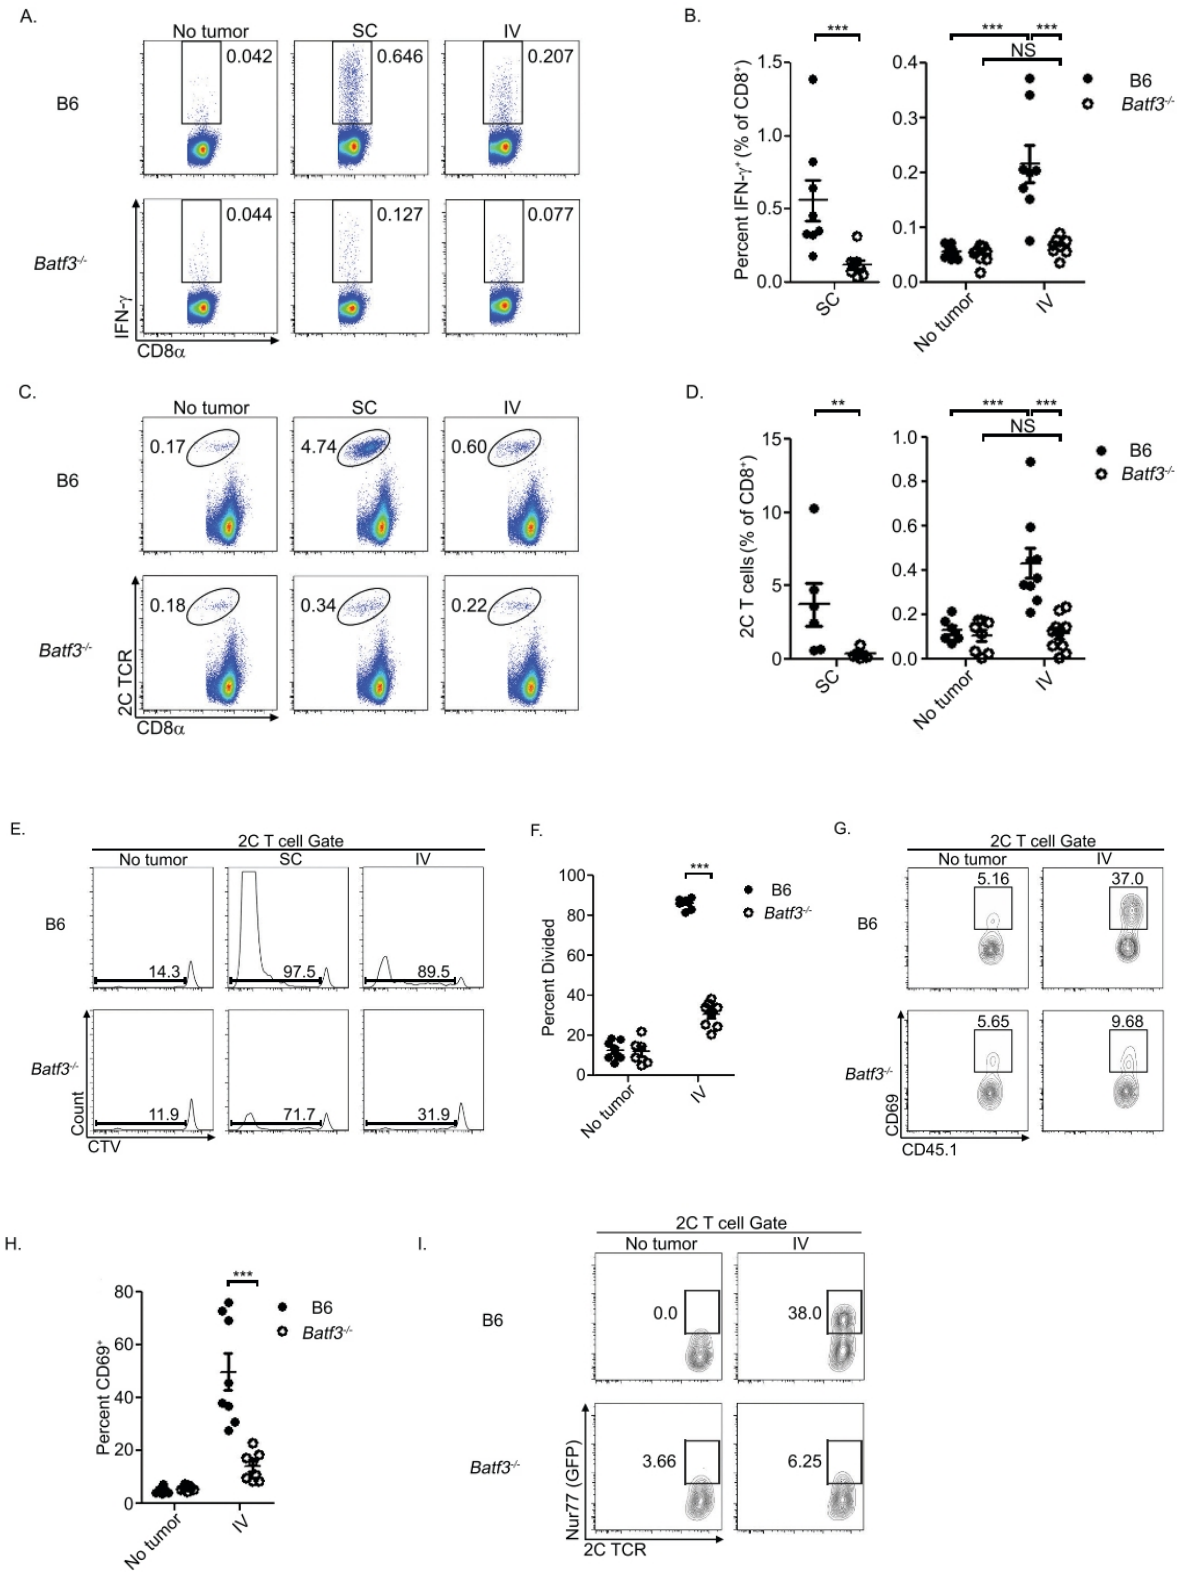 A.
No tumor SC IV
B6
0.042 0.646 0.207
Batf3-/-
0.044 0.127 0.077
IFN-γ
CD8α
B.
*** *** ***
NS
Percent IFN-γ+ (% of CD8+)
1.5
1.0
0.5
0.0
SC
0.4
0.3
0.2
0.1
0.0
No tumor
IV
B6
Batf3-/-
C.
No tumor SC IV
B6
0.17 4.74 0.60
Batf3-/-
0.18 0.34 0.22
2C TCR
CD8α
D.
** *** ***
NS
2C T cells (% of CD8+)
15
10
5
0
SC
1.0
0.8
0.6
0.4
0.2
0.0
No tumor
IV
B6
Batf3-/-
E.
2C T cell Gate
No tumor SC IV
B6
14.3 97.5 89.5
Batf3-/-
11.9 71.7 31.9
Count
CTV
F.
***
Percent Divided
100
80
60
40
20
0
No tumor
IV
B6
Batf3-/-
G.
2C T cell Gate
No tumor IV
B6
5.16 37.0
Batf3-/-
5.65 9.68
CD69
CD45.1
H.
***
Percent CD69+
80
60
40
20
0
No tumor
IV
B6
Batf3-/-
I.
2C T cell Gate
No tumor IV
B6
0.0 38.0
Batf3-/-
3.66 6.25
Nur77 (GFP)
2C TCR